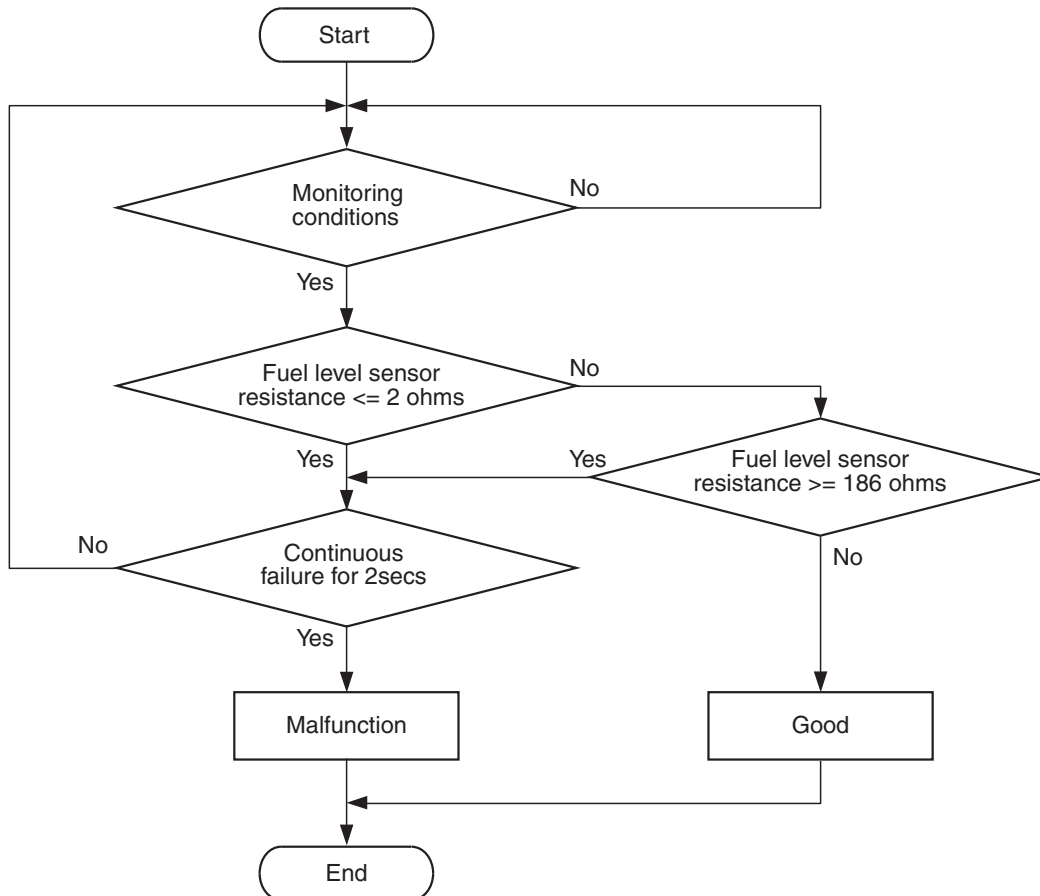 Start
Monitoring
conditions
No
Yes
Fuel level sensor
resistance <= 2 ohms
No
Yes
Yes
Fuel level sensor
resistance >= 186 ohms
No
Continuous
failure for 2secs
No
Yes
Malfunction
Good
End